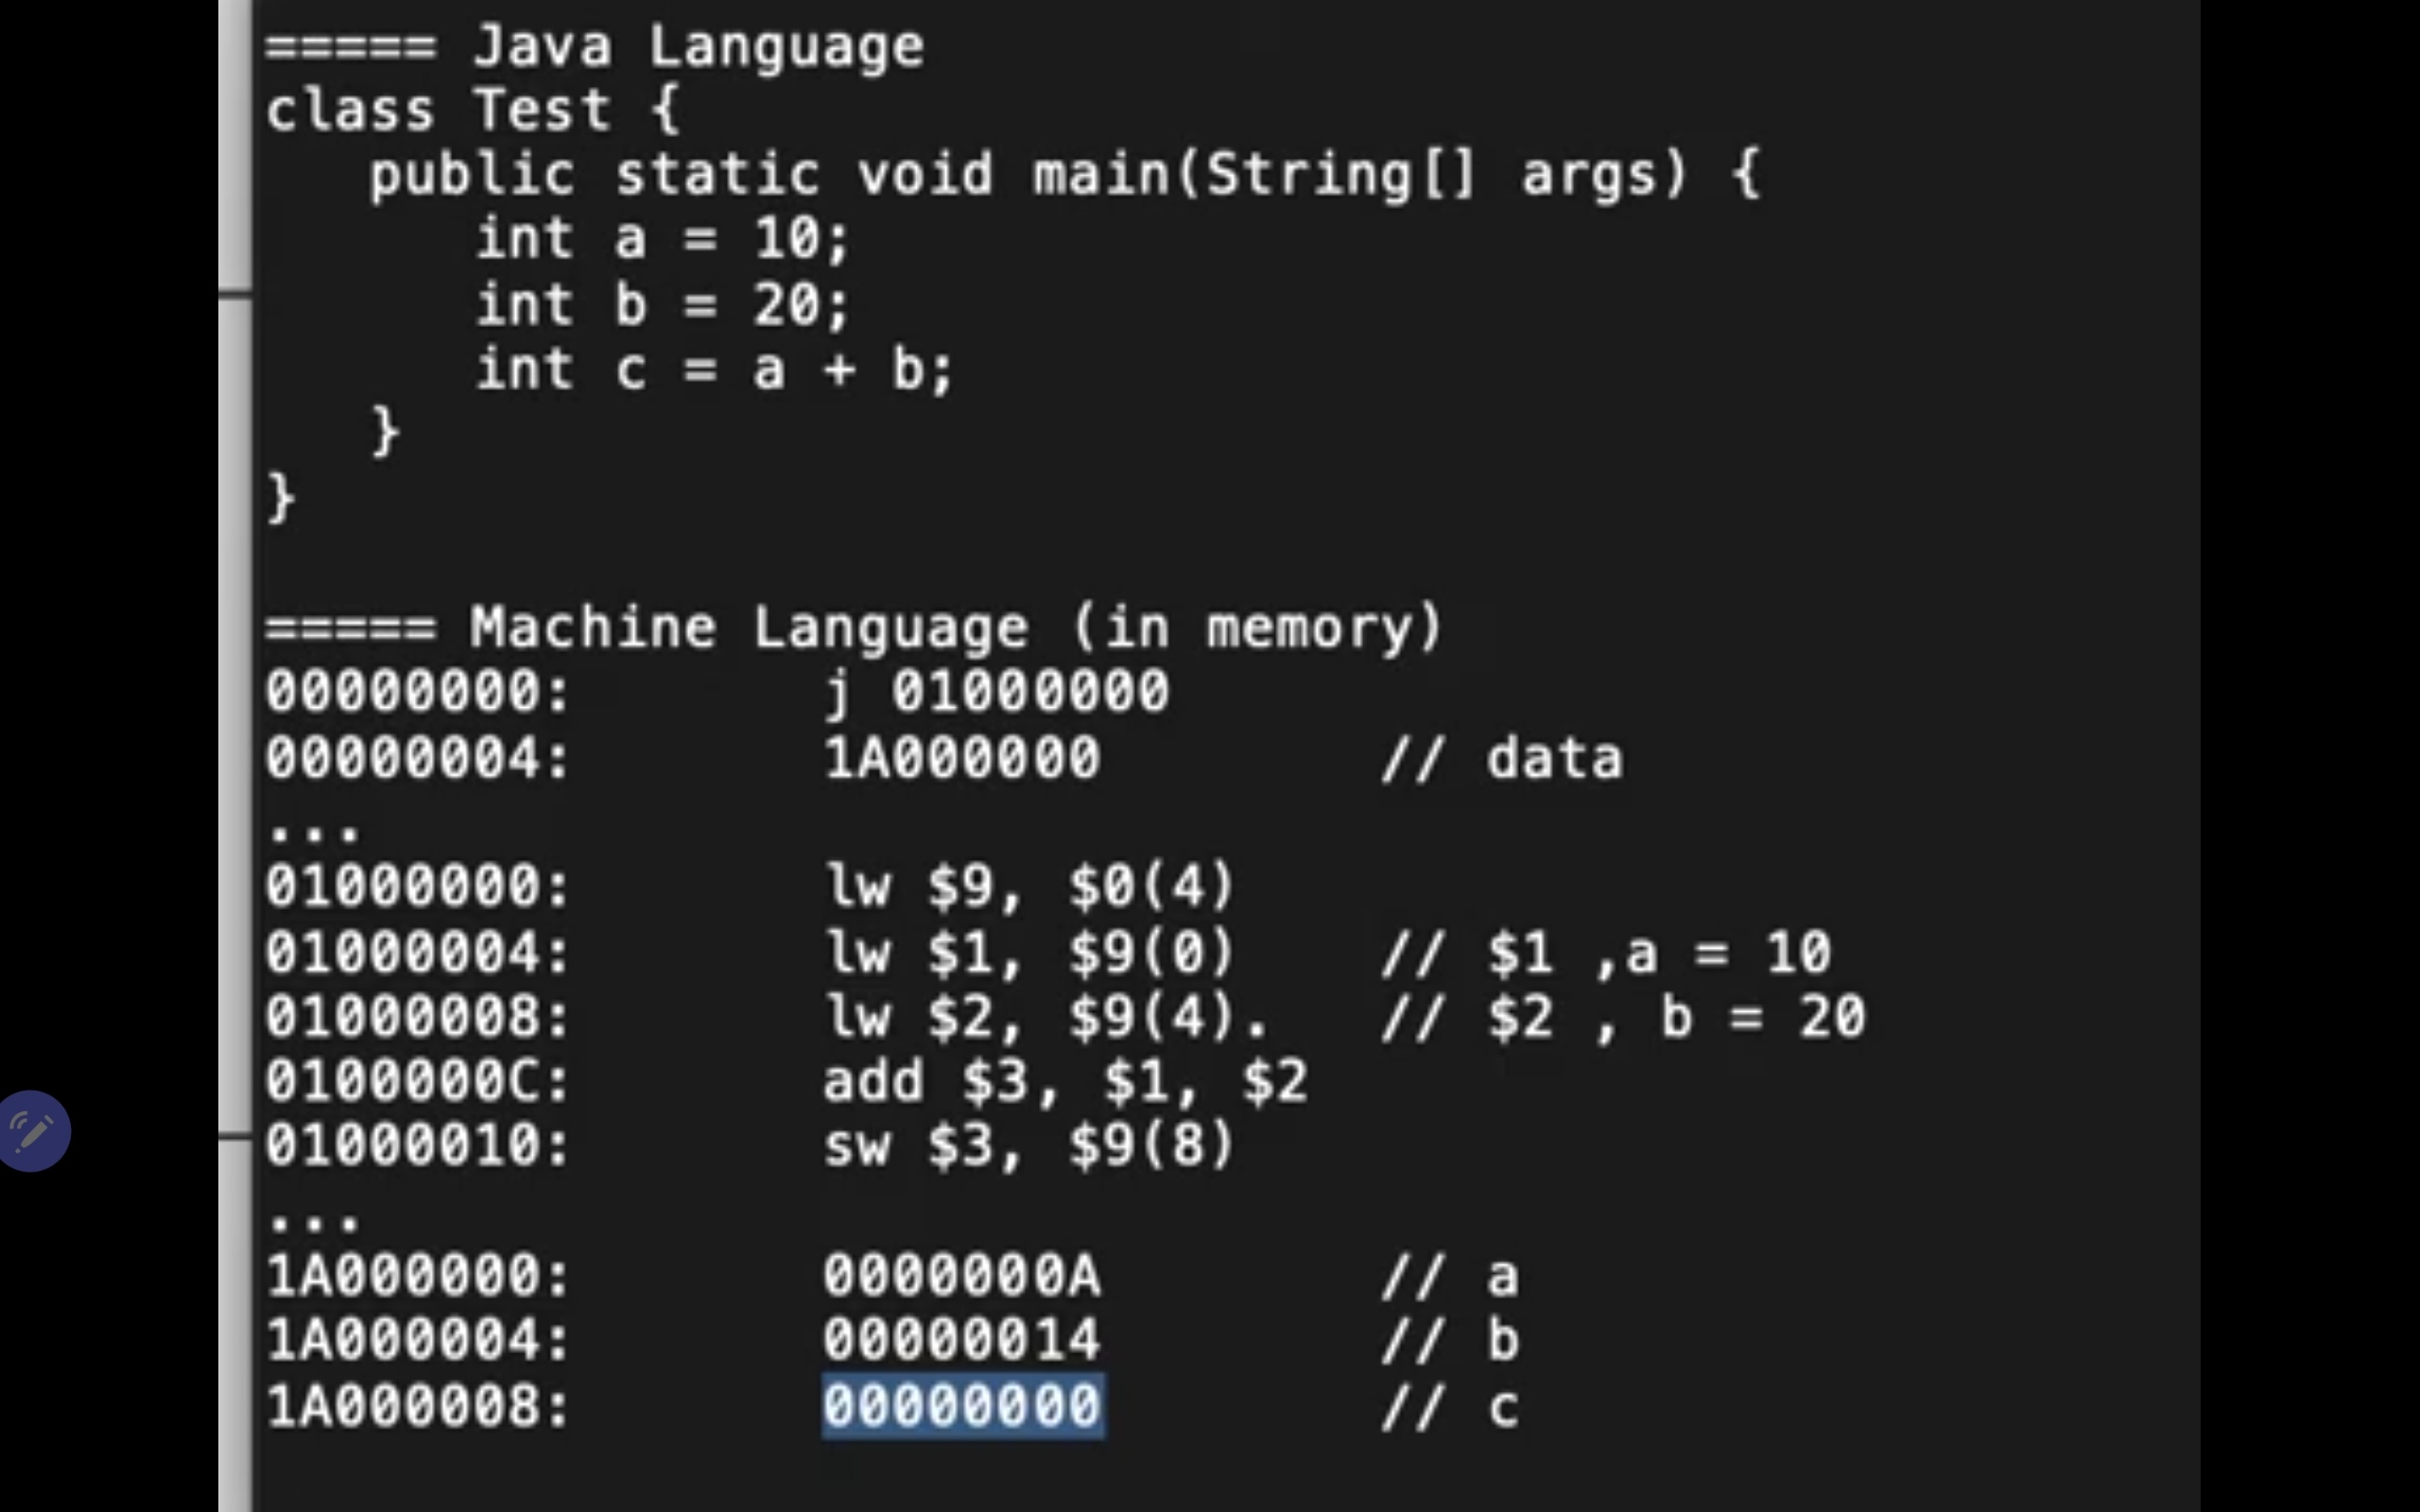 ===== Java Language
class Test {
   public static void main(String[] args) {
      int a = 10;
      int b = 20;
      int c = a + b;
   }
}
===== Machine Language (in memory)
00000000:       j 01000000
00000004:       1A000000        // data
...
01000000:       lw $9, $0(4)
01000004:       lw $1, $9(0)    // $1 ,a = 10
01000008:       lw $2, $9(4).   // $2 , b = 20
0100000C:       add $3, $1, $2
01000010:       sw $3, $9(8)
...
1A000000:       0000000A        // a
1A000004:       00000014        // b
1A000008:       00000000        // c